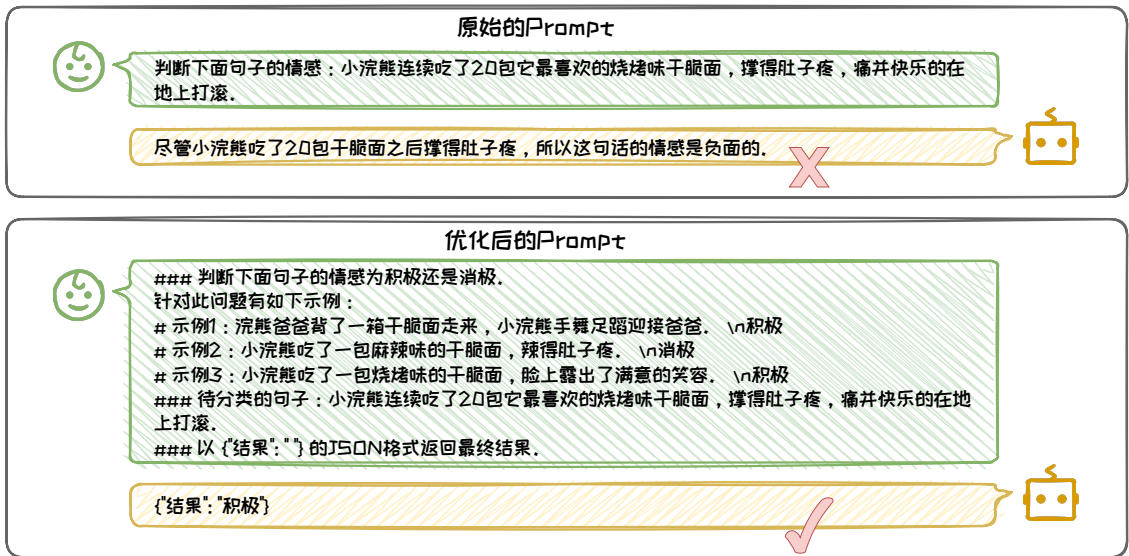 原始的Prompt
判断下面句子的情感：小浣熊连续吃了20包它最喜欢的烧烤味干脆面，撑得肚子疼，痛并快乐的在
地上打滚．
尽管小浣熊吃了20包干脆面之后撑得肚子疼，所以这句话的情感是负面的．
优化后的Prompt
### 判断下面句子的情感为积极还是消极．
针对此问题有如下示例：
# 示例1：浣熊爸爸背了一箱干脆面走来，小浣熊手舞足蹈迎接爸爸． \n积极
# 示例2：小浣熊吃了一包麻辣味的干脆面，辣得肚子疼． \n消极
# 示例3：小浣熊吃了一包烧烤味的干脆面，脸上露出了满意的笑容． \n积极
### 待分类的句子：小浣熊连续吃了20包它最喜欢的烧烤味干脆面，撑得肚子疼，痛并快乐的在地
上打滚．
### 以 {"结果": " "} 的JSON格式返回最终结果．
{"结果": "积极"}